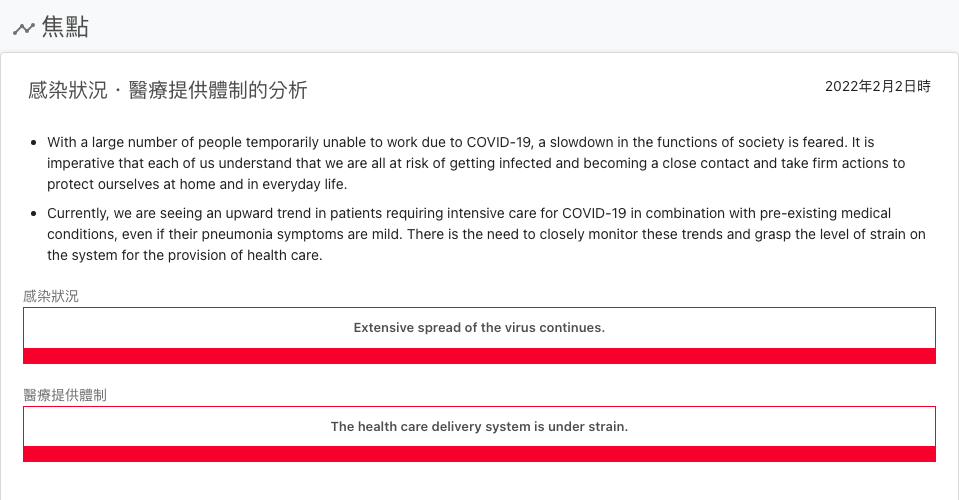 焦點
感染狀況・醫療提供體制的分析
2022年2月2日時
With a large number of people temporarily unable to work due to COVID-19, a slowdown in the functions of society is feared. It is
imperative that each of us understand that we are all at risk of getting infected and becoming a close contact and take firm actions to
protect ourselves at home and in everyday life.
Currently, we are seeing an upward trend in patients requiring intensive care for COVID-19 in combination with pre-existing medical
conditions, even if their pneumonia symptoms are mild. There is the need to closely monitor these trends and grasp the level of strain on
the system for the provision of health care.
感染狀況
Extensive spread of the virus continues.
醫療提供體制
The health care delivery system is under strain.